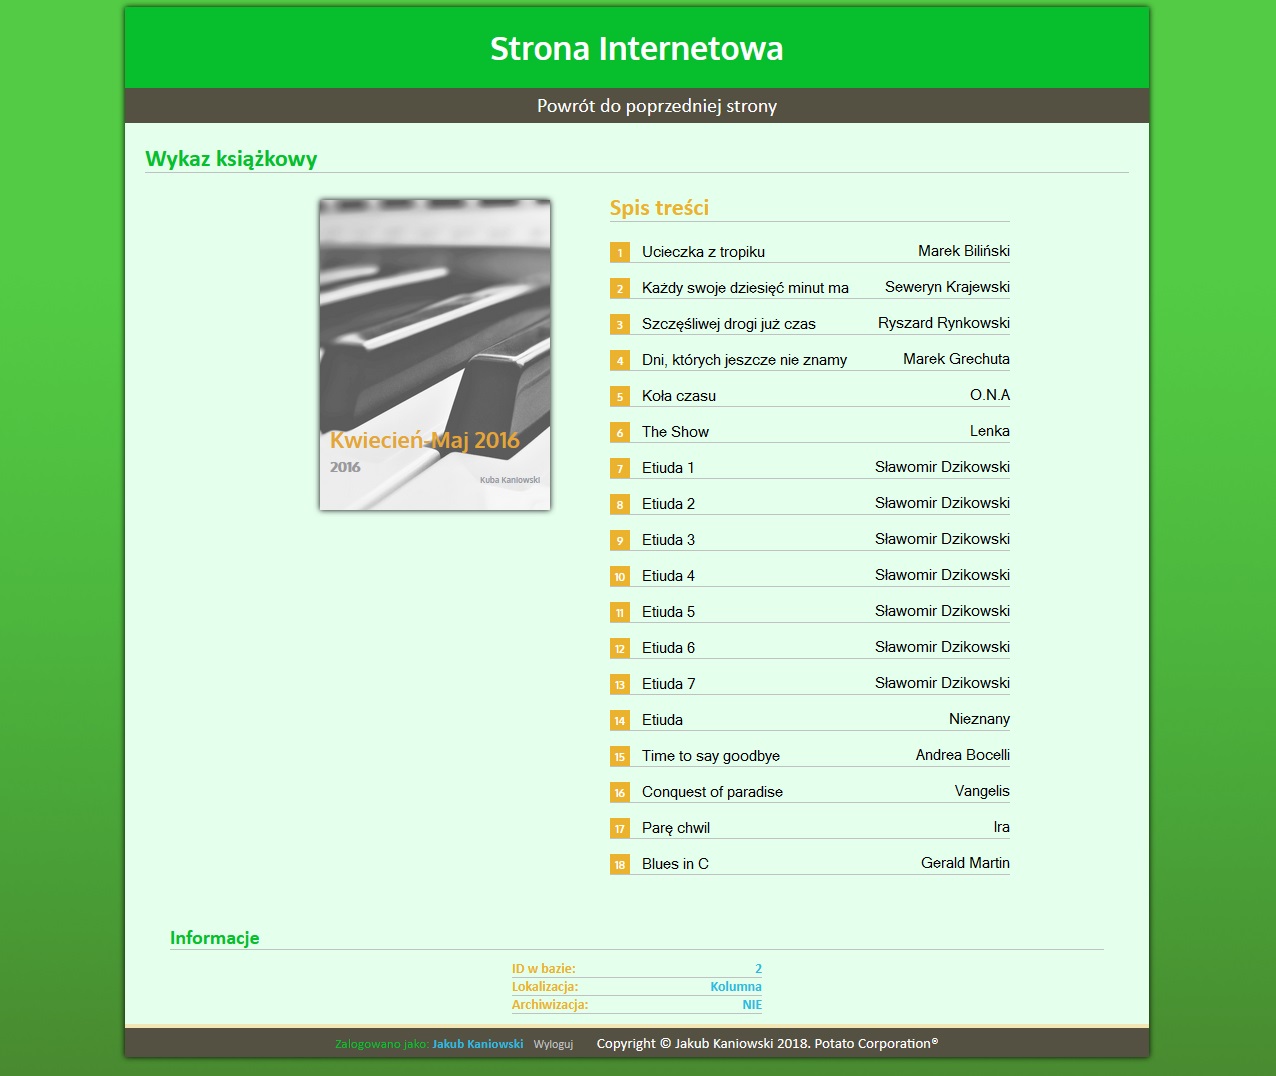 Strona Internetowa
Powrót do poprzedniej strony
Wykaz książkowy
Kwiecień-Maj 2016
2016
Kuba Kaniowski
Spis treści
1 Ucieczka z tropiku Marek Biliński
2 Każdy swoje dziesięć minut ma Seweryn Krajewski
3 Szczęśliwej drogi już czas Ryszard Rynkowski
4 Dni, których jeszcze nie znamy Marek Grechuta
5 Koła czasu O.N.A
6 The Show Lenka
7 Etiuda 1 Sławomir Dzikowski
8 Etiuda 2 Sławomir Dzikowski
9 Etiuda 3 Sławomir Dzikowski
10 Etiuda 4 Sławomir Dzikowski
11 Etiuda 5 Sławomir Dzikowski
12 Etiuda 6 Sławomir Dzikowski
13 Etiuda 7 Sławomir Dzikowski
14 Etiuda Nieznany
15 Time to say goodbye Andrea Bocelli
16 Conquest of paradise Vangelis
17 Parę chwil Ira
18 Blues in C Gerald Martin
Informacje
ID w bazie: 2
Lokalizacja: Kolumna
Archiwizacja: NIE
Zalogowano jako: Jakub Kaniowski Wyloguj Copyright © Jakub Kaniowski 2018. Potato Corporation®